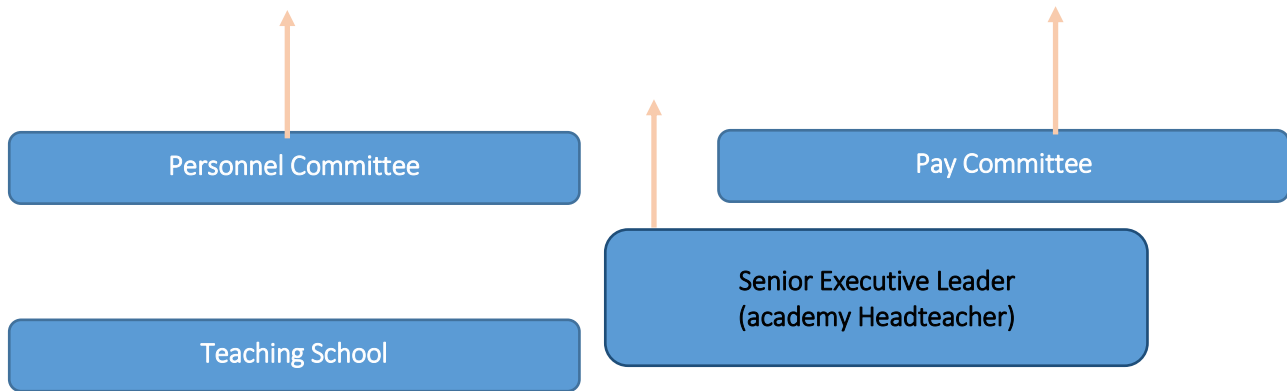 Personnel Committee
Pay Committee
Senior Executive Leader
(academy Headteacher)
Teaching School